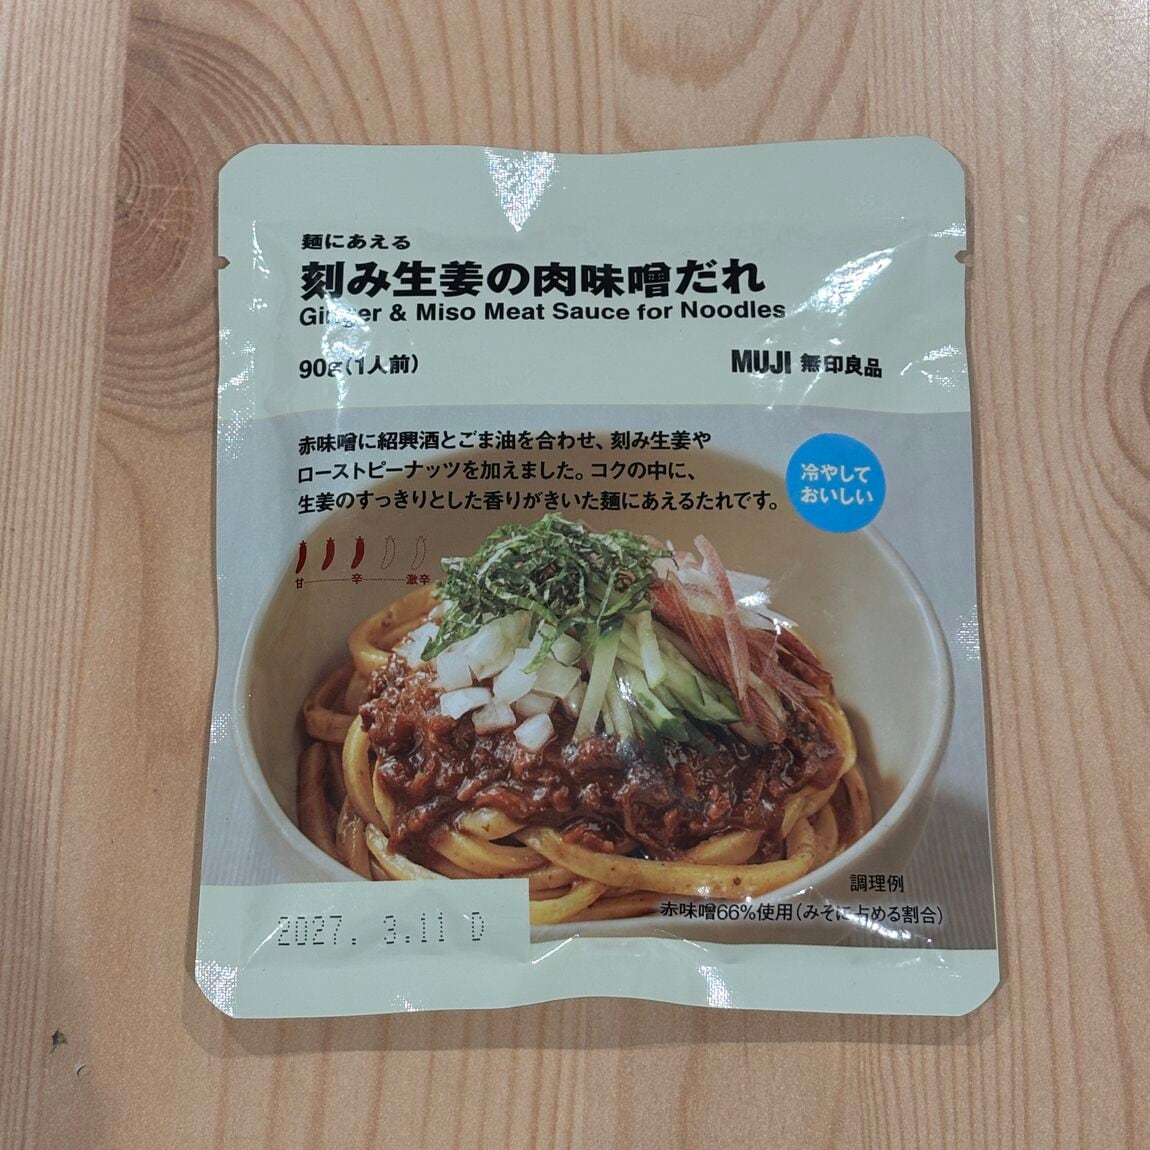 麺にあえる
刻み生姜の肉味噌だれ
Ginger & Miso Meat Sauce for Noodles
90g(1人前)
MUJI 無印良品
赤味噌に紹興酒とごま油を合わせ、刻み生姜や
ローストピーナッツを加えました。コクの中に、
生姜のすっきりとした香りがきいた麺にあえるたれです。
冷やして
おいしい
甘 辛 激辛
調理例
赤味噌66%使用(みそに占める割合)
2027. 3.11 D